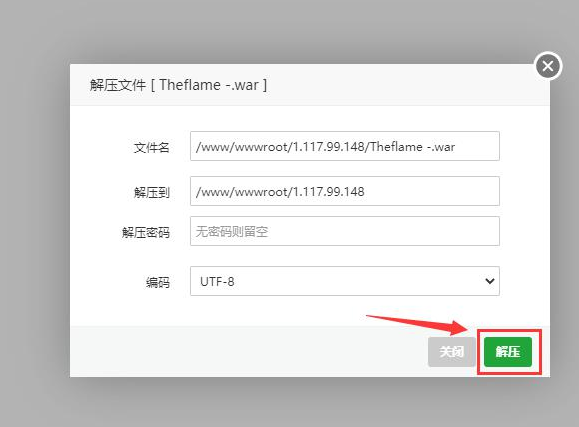 解压文件 [ Theflame -.war ]
文件名 /www/wwwroot/1.117.99.148/Theflame -.war
解压到 /www/wwwroot/1.117.99.148
解压密码 无密码则留空
编码 UTF-8
关闭 解压